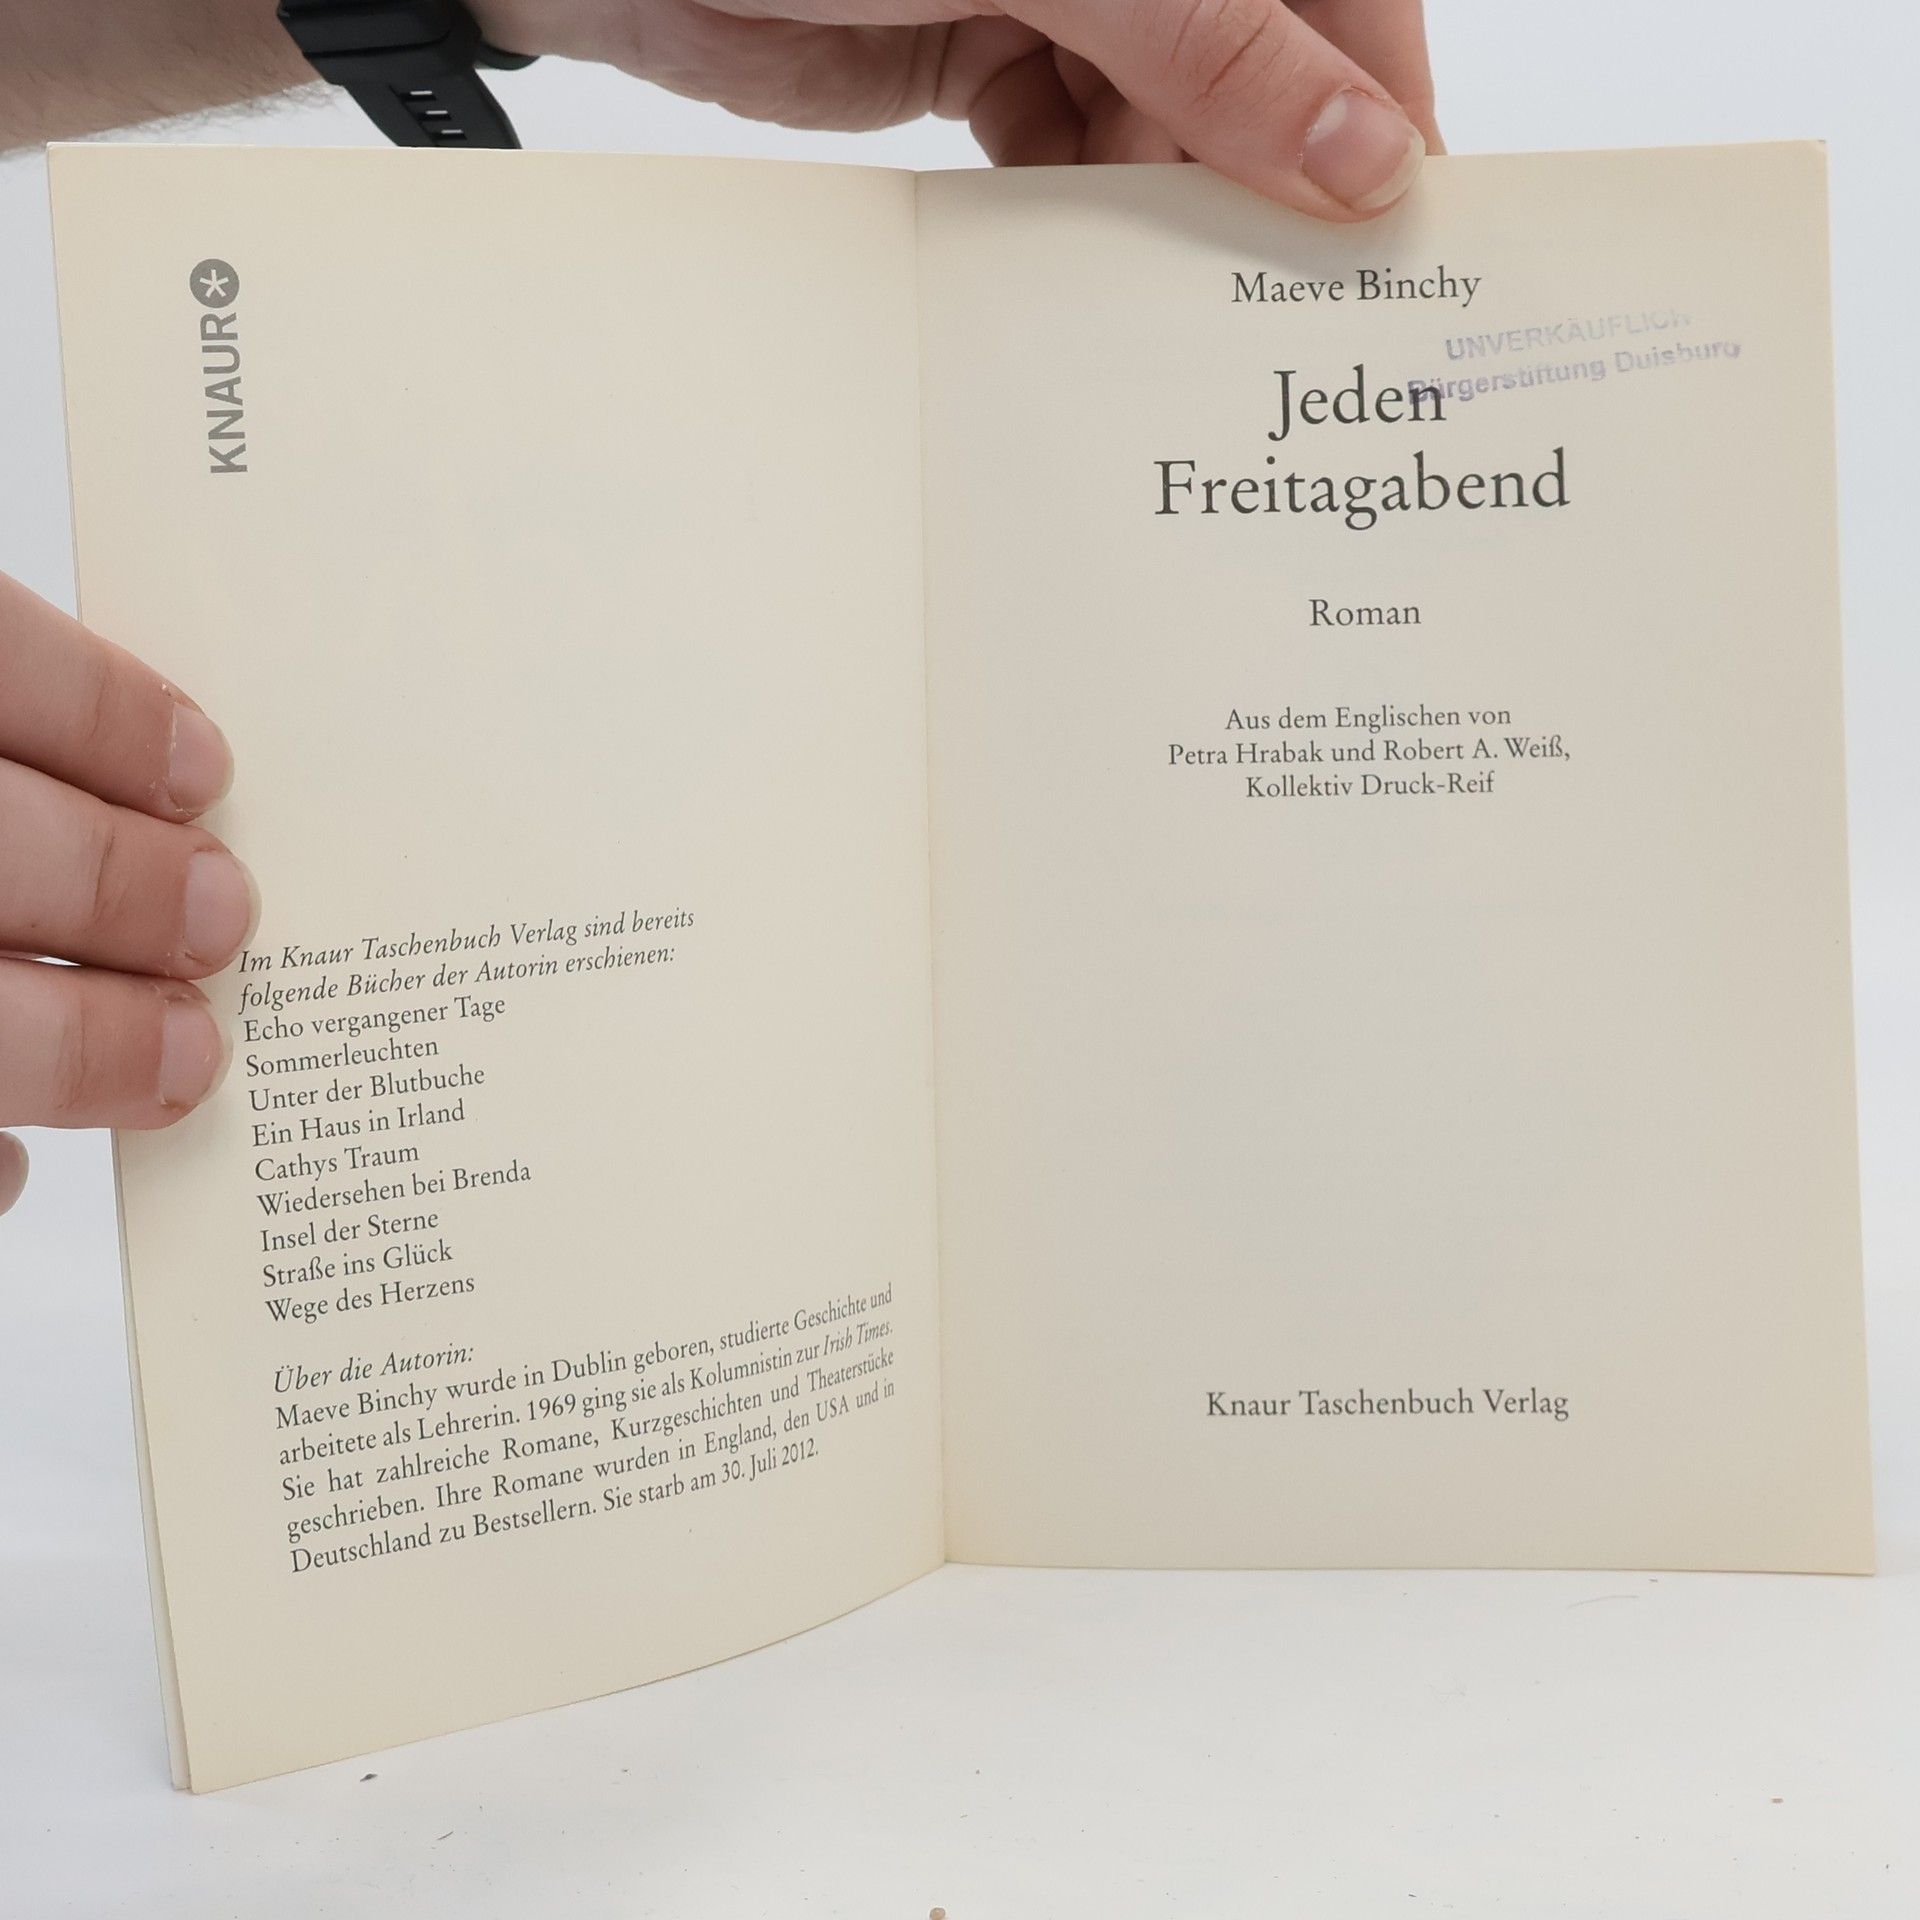 KNAUR
Im Knaur Taschenbuch Verlag sind bereits
folgende Bücher der Autorin erschienen:
Echo vergangener Tage
Sommerleuchten
Unter der Blutbuche
Ein Haus in Irland
Cathys Traum
Wiedersehen bei Brenda
Insel der Sterne
Straße ins Glück
Wege des Herzens
Über die Autorin:
Maeve Binchy wurde in Dublin geboren, studierte Geschichte und
arbeitete als Lehrerin. 1969 ging sie als Kolumnistin zur Irish Times.
Sie hat zahlreiche Romane, Kurzgeschichten und Theaterstücke
geschrieben. Ihre Romane wurden in England, den USA und in
Deutschland zu Bestsellern. Sie starb am 30. Juli 2012.
Maeve Binchy
UNVERKÄUFLICH
Bürgerstiftung Duisburg
Jeden
Freitagabend
Roman
Aus dem Englischen von
Petra Hrabak und Robert A. Weiß,
Kollektiv Druck-Reif
Knaur Taschenbuch Verlag